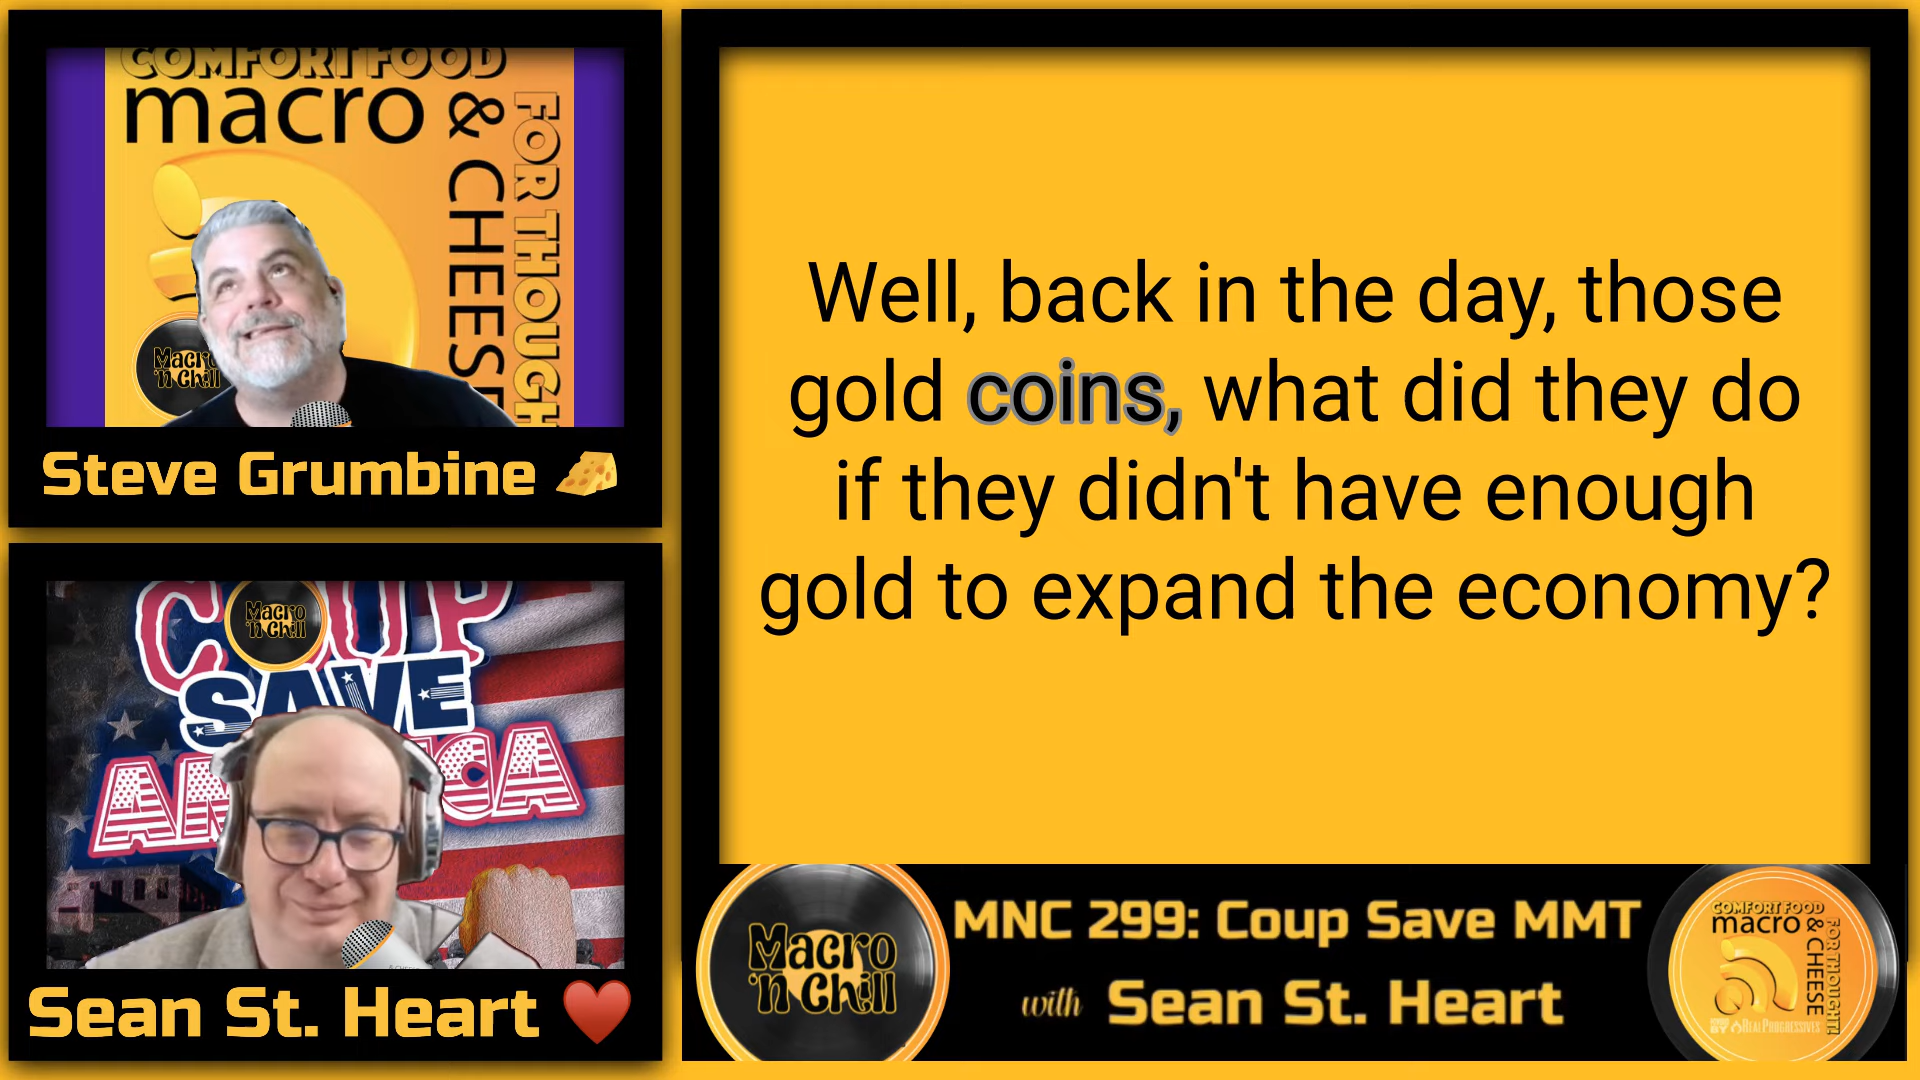 COMFORT FOOD
macro & CHEESE
FOR THOUGH
Macro
'N Chill
Steve Grumbine
COUP
Macro
'N Chill
SAVE
Sean St. Heart
Well, back in the day, those
gold coins, what did they do
if they didn't have enough
gold to expand the economy?
Macro
'N Chill
MNC 299: Coup Save MMT
with Sean St. Heart
COMFORT FOOD
macro & CHEESE
FOR THOUGHT
REALPROGRESSIVES